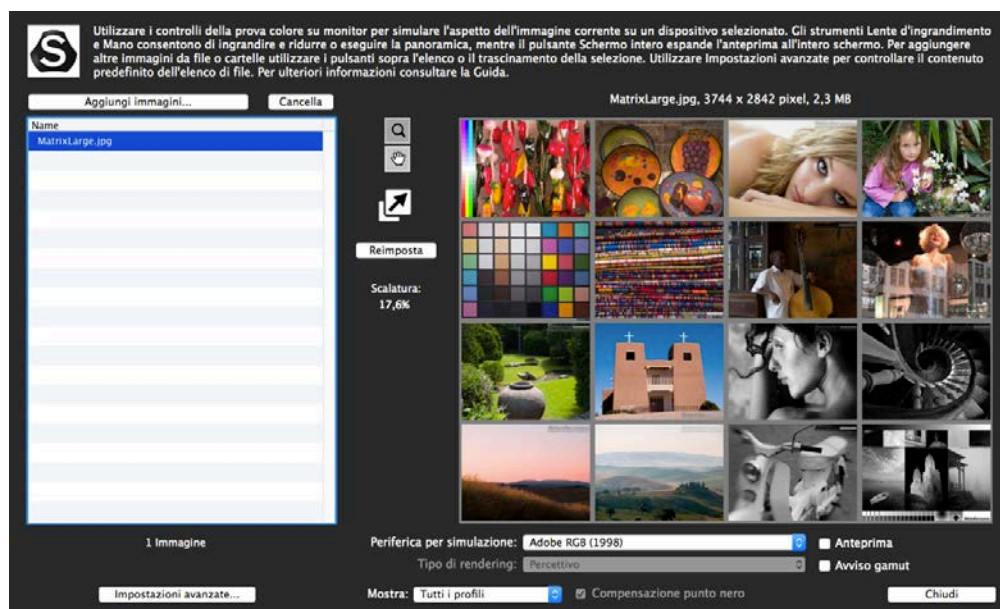 Utilizzare i controlli della prova colore su monitor per simulare l'aspetto dell'immagine corrente su un dispositivo selezionato. Gli strumenti Lente d'ingrandimento
e Mano consentono di ingrandire e ridurre o eseguire la panoramica, mentre il pulsante Schermo intero espande l'anteprima all'intero schermo. Per aggiungere
altre immagini da file o cartelle utilizzare i pulsanti sopra l'elenco o il trascinamento della selezione. Utilizzare Impostazioni avanzate per controllare il contenuto
predefinito dell'elenco di file. Per ulteriori informazioni consultare la Guida.
Aggiungi immagini... Cancella
MatrixLarge.jpg, 3744 x 2842 pixel, 2,3 MB
Name
MatrixLarge.jpg
Reimposta
Scalatura:
17,6%
1 Immagine
Periferica per simulazione: Adobe RGB (1998) Anteprima
Tipo di rendering: Percettivo Avviso gamut
Impostazioni avanzate... Mostra: Tutti i profili Compensazione punto nero Chiudi